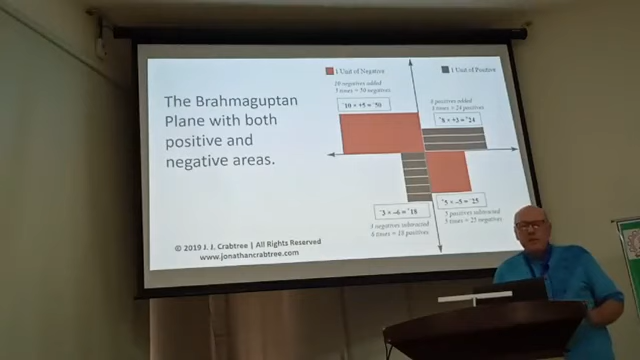 The Brahmaguptan
Plane with both
positive and
negative areas.
1 Unit of Negative
1 Unit of Positive
10 negatives added
5 times = 50 negatives
⁻10 × ⁺5 = ⁻50
8 positives added
3 times = 24 positives
⁺8 × ⁺3 = ⁺24
⁻3 × ⁻6 = ⁺18
3 negatives subtracted
6 times = 18 positives
⁺5 × ⁻5 = ⁻25
5 positives subtracted
5 times = 25 negatives
© 2019 J. J. Crabtree | All Rights Reserved
www.jonathancrabtree.com